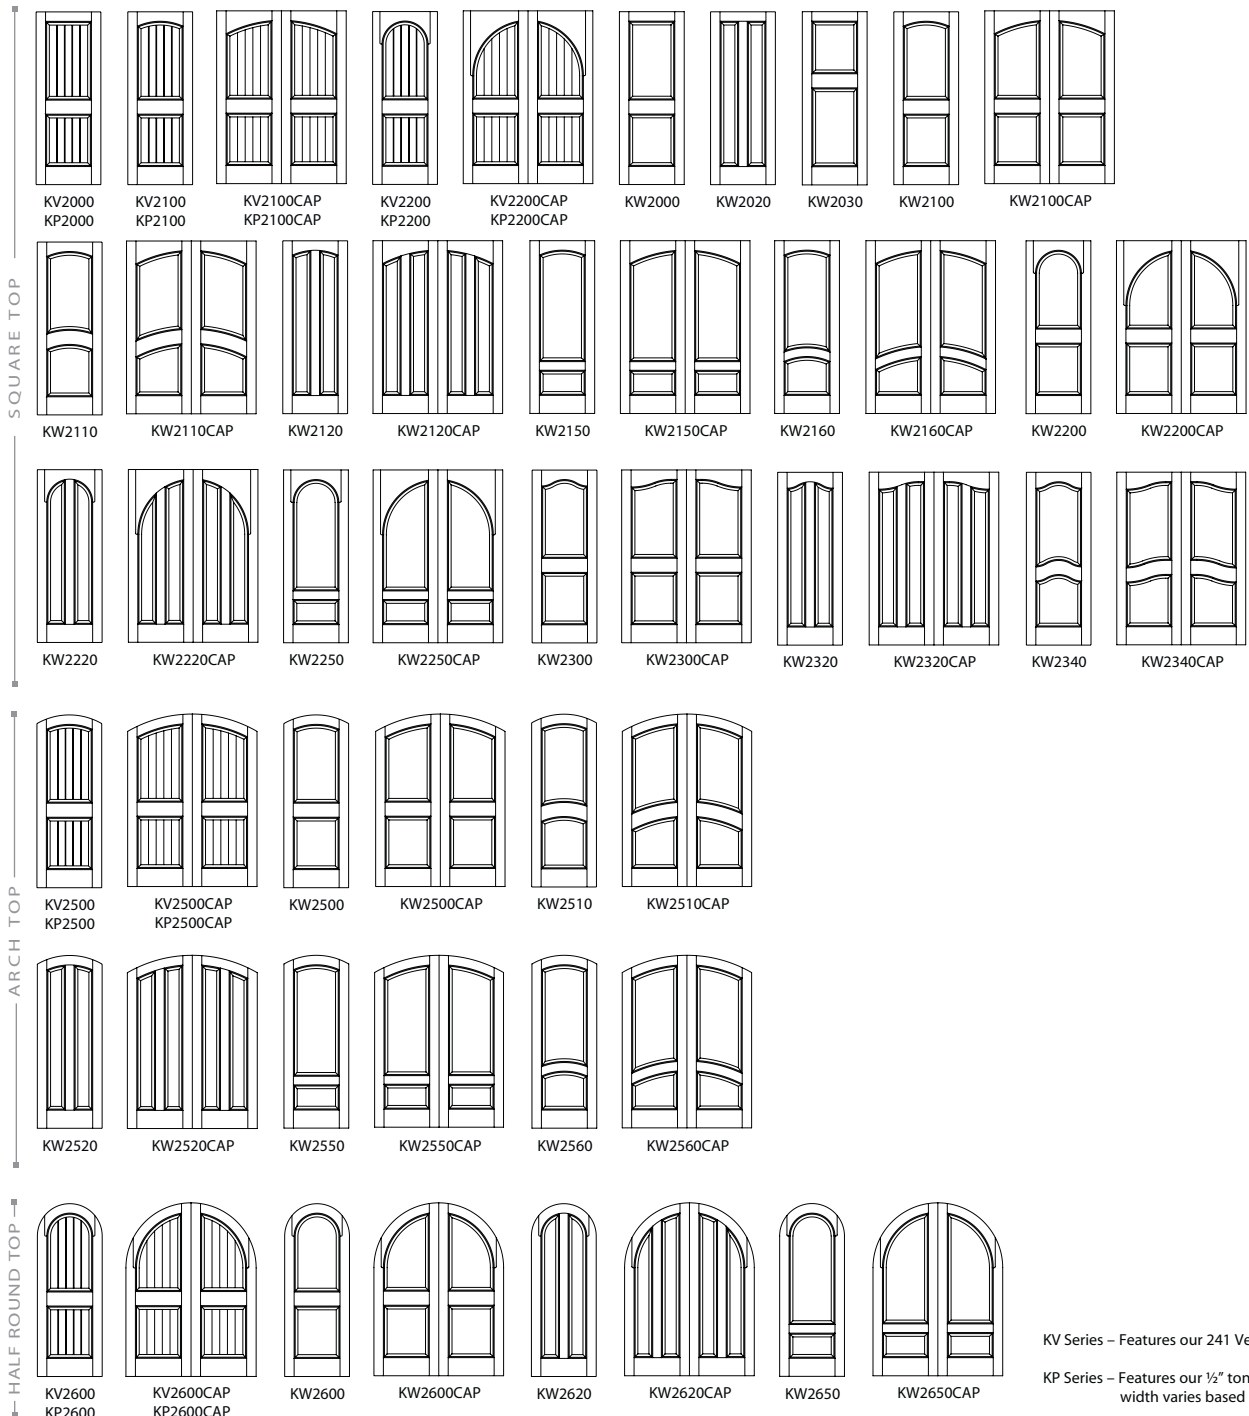 SQUARE TOP
KV2000
KP2000
KV2100
KP2100
KV2100CAP
KP2100CAP
KV2200
KP2200
KV2200CAP
KP2200CAP
KW2000
KW2020
KW2030
KW2100
KW2100CAP
KW2110
KW2110CAP
KW2120
KW2120CAP
KW2150
KW2150CAP
KW2160
KW2160CAP
KW2200
KW2200CAP
KW2220
KW2220CAP
KW2250
KW2250CAP
KW2300
KW2300CAP
KW2320
KW2320CAP
KW2340
KW2340CAP
ARCH TOP
KV2500
KP2500
KV2500CAP
KP2500CAP
KW2500
KW2500CAP
KW2510
KW2510CAP
KW2520
KW2520CAP
KW2550
KW2550CAP
KW2560
KW2560CAP
HALF ROUND TOP
KV2600
KP2600
KV2600CAP
KP2600CAP
KW2600
KW2600CAP
KW2620
KW2620CAP
KW2650
KW2650CAP
KV Series – Features our 241 Ve
KP Series – Features our ½" ton
width varies based